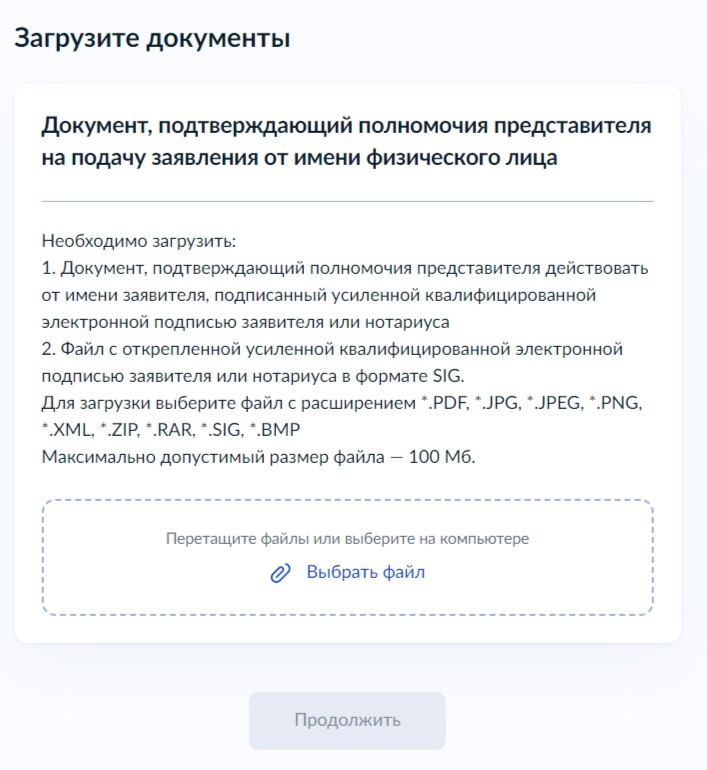 Загрузите документы
Документ, подтверждающий полномочия представителя
на подачу заявления от имени физического лица
Необходимо загрузить:
1. Документ, подтверждающий полномочия представителя действовать
от имени заявителя, подписанный усиленной квалифицированной
электронной подписью заявителя или нотариуса
2. Файл с открепленной усиленной квалифицированной электронной
подписью заявителя или нотариуса в формате SIG.
Для загрузки выберите файл с расширением *.PDF, *.JPG, *.JPEG, *.PNG,
*.XML, *.ZIP, *.RAR, *.SIG, *.BMP
Максимально допустимый размер файла — 100 Мб.
Перетащите файлы или выберите на компьютере
Выбрать файл
Продолжить